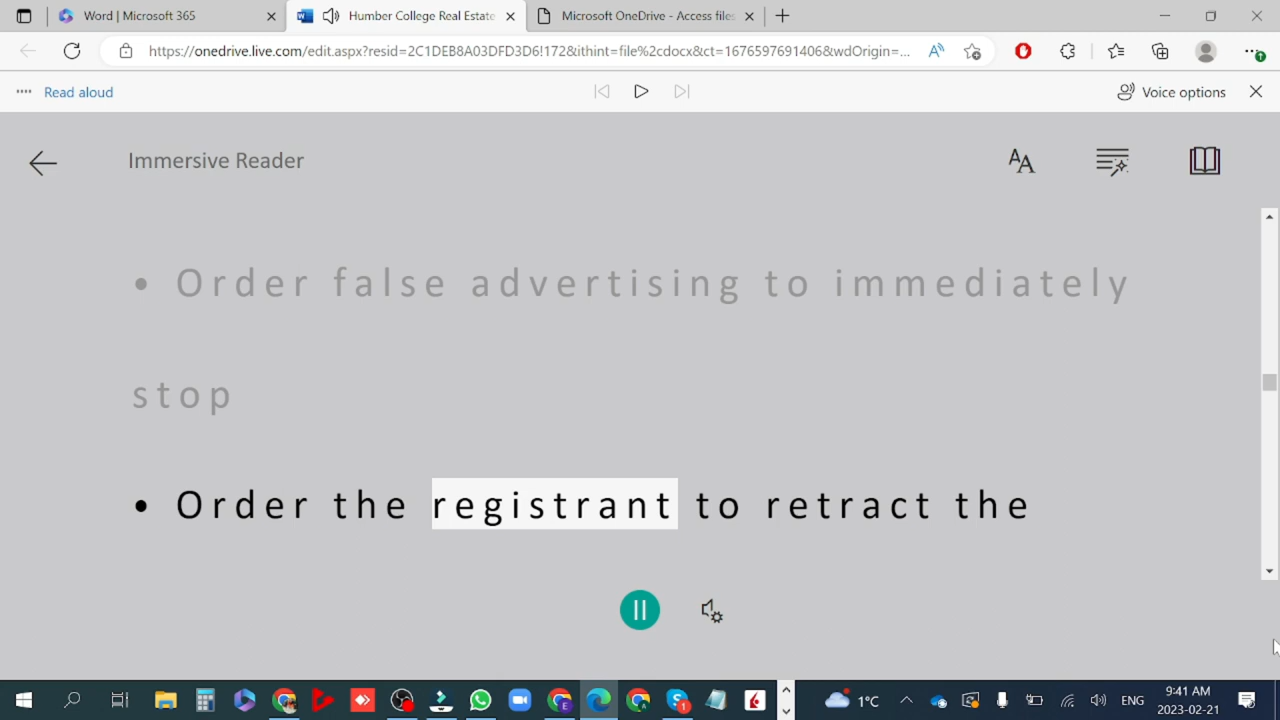 Word | Microsoft 365
Humber College Real Estate
Microsoft OneDrive - Access files
https://onedrive.live.com/edit.aspx?resid=2C1DEB8A03DFD3D6!172&ithint=file%2cdocx&ct=1676597691406&wdOrigin=...
Read aloud
Voice options
Immersive Reader
• Order false advertising to immediately
stop
• Order the registrant to retract the
1°C
ENG
9:41 AM
2023-02-21